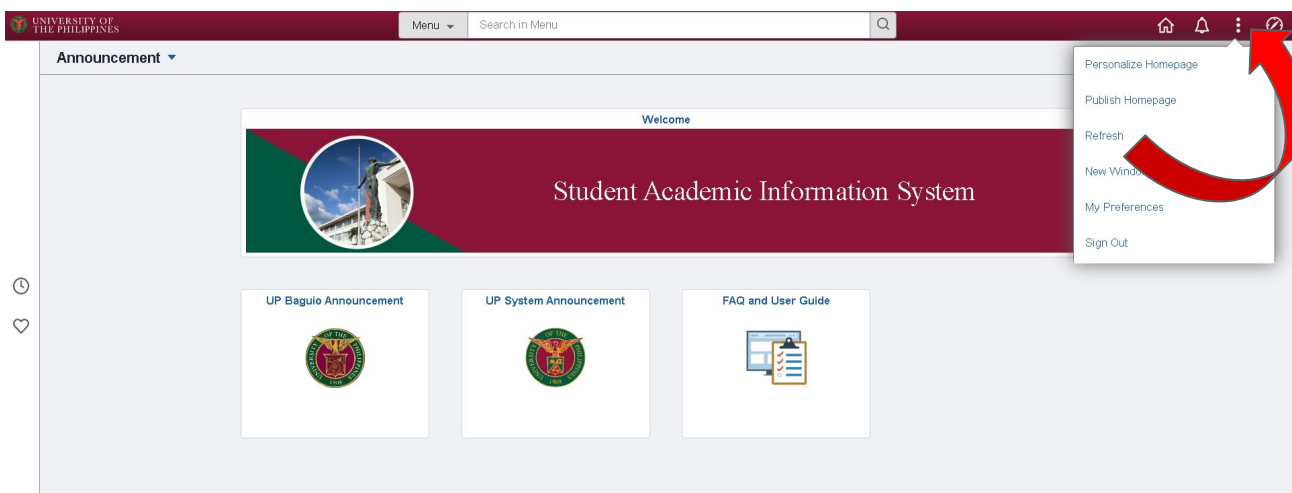 UNIVERSITY OF
THE PHILIPPINES
Menu
Search in Menu
Announcement
Personalize Homepage
Publish Homepage
Refresh
New Windo
My Preferences
Sign Out
Welcome
Student Academic Information System
UP Baguio Announcement
UP System Announcement
FAQ and User Guide